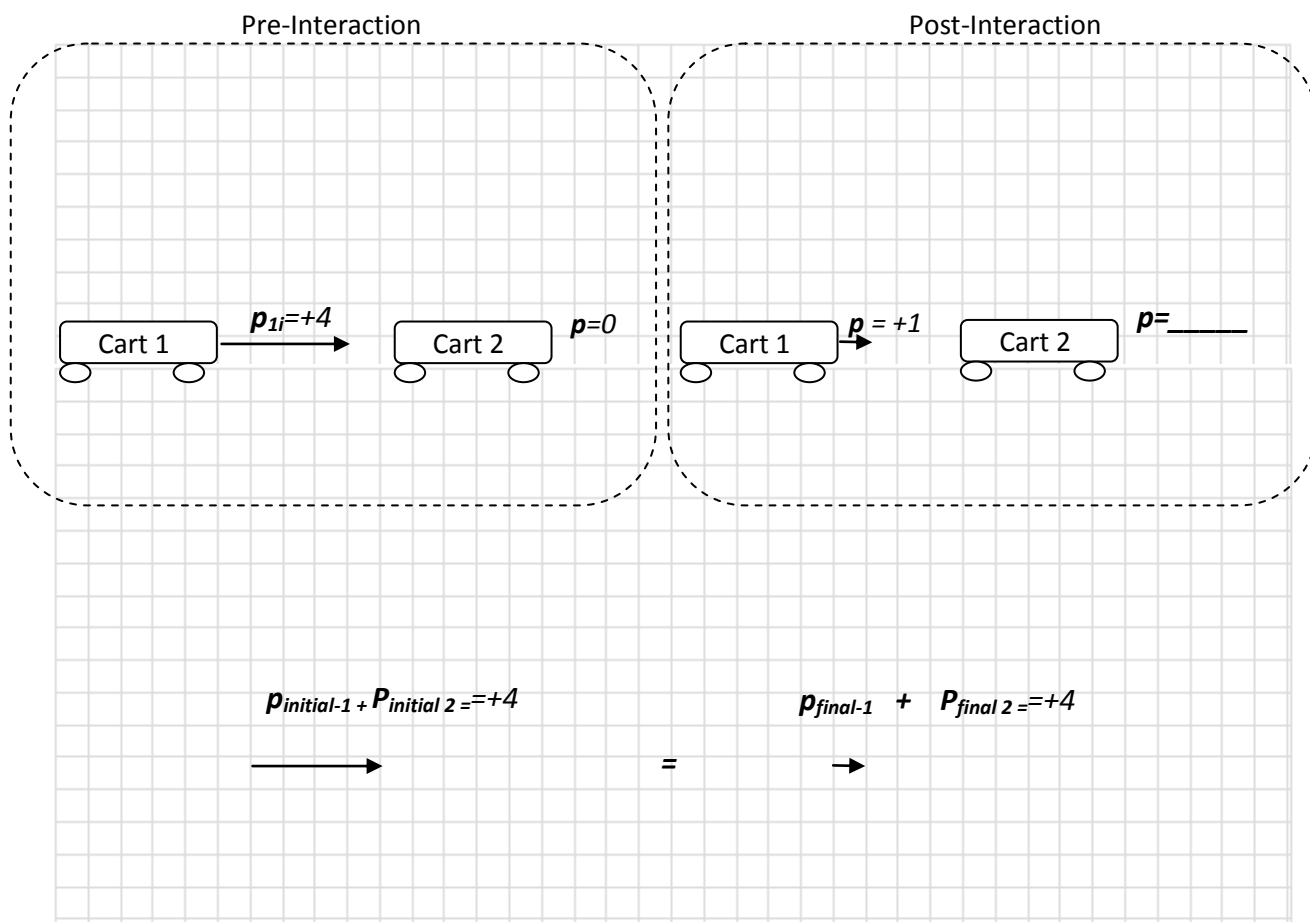 Pre-Interaction Post-Interaction
p1i=+4 p=0 p = +1 p=______
Cart 1 Cart 2 Cart 1 Cart 2
pinitial-1 + Pinitial 2 ==+4 pfinal-1 + Pfinal 2 ==+4
=